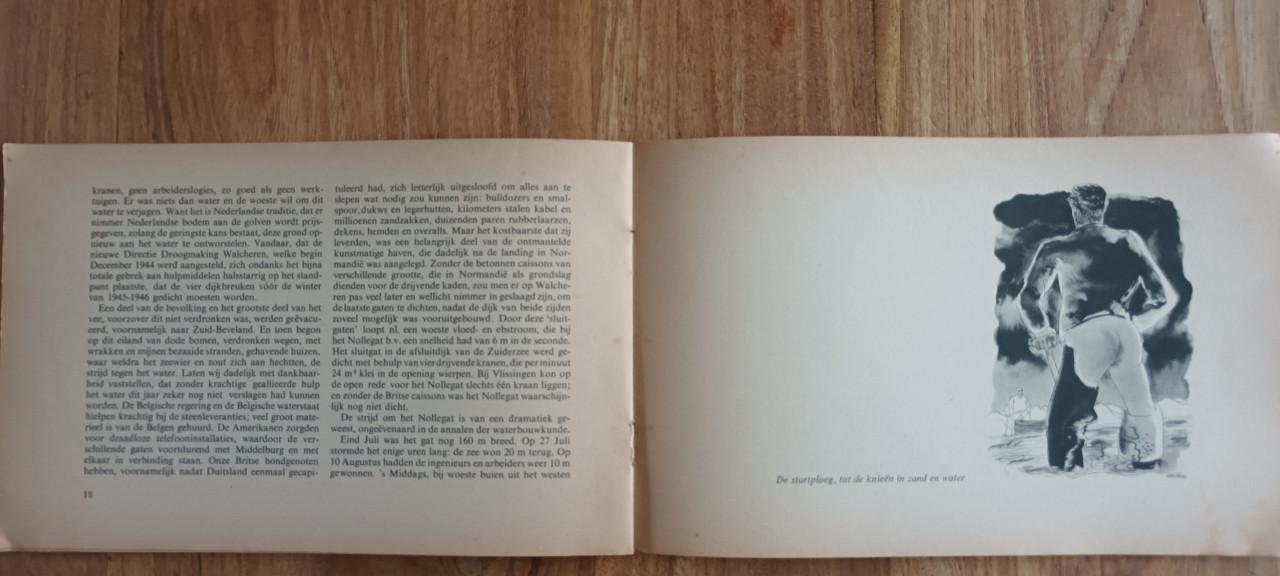 kranen, geen arbeiderslogies, zo goed als geen werk-
tuigen. Er was niets dan water en de woeste wil om dit
water te verjagen. Want het is Nederlandse traditie, dat er
nimmer Nederlandse bodem aan de golven wordt prijs-
gegeven, zolang de geringste kans bestaat, deze grond op-
nieuw aan het water te ontworstelen. Vandaar, dat de
nieuwe Directie Droogmaking Walcheren, welke begin
December 1944 werd aangesteld, zich ondanks het bijna
totale gebrek aan hulpmiddelen halsstarrig op het stand-
punt plaatste, dat de vier dijkbreuken vóór de winter
van 1945-1946 gedicht moesten worden.
Een deel van de bevolking en het grootste deel van het
vee, voorzover dit niet verdronken was, werden geëvacu-
eerd, voornamelijk naar Zuid-Beveland. En toen begon
op dit eiland van dode bomen, verdronken wegen, met
wrakken en mijnen bezaaide stranden, gehavende huizen,
waar weldra het zeewier en zout zich aan hechtten, de
strijd tegen het water. Laten wij dadelijk met dankbaar-
heid vaststellen, dat zonder krachtige geallieerde hulp
het water dit jaar zeker nog niet verslagen had kunnen
worden. De Belgische regering en de Belgische waterstaat
hielpen krachtig bij de steenleveranties; veel groot mate-
rieel is van de Belgen gehuurd. De Amerikanen zorgden
voor draadloze telefooninstallaties, waardoor de ver-
schillende gaten voortdurend met Middelburg en met
elkaar in verbinding staan. Onze Britse bondgenoten
hebben, voornamelijk nadat Duitsland eenmaal gecapi-
18
tuleerd had, zich letterlijk uitgesloofd om alles aan te
slepen wat nodig zou kunnen zijn: bulldozers en smal-
spoor, dukws en legerhutten, kilometers stalen kabel en
millioenen zandzakken, duizenden paren rubberlaarzen,
dekens, hemden en overalls. Maar het kostbaarste dat zij
leverden, was een belangrijk deel van de ontmantelde
kunstmatige haven, die dadelijk na de landing in Nor-
mandië was aangelegd. Zonder de betonnen caissons van
verschillende grootte, die in Normandië als grondslag
dienden voor de drijvende kaden, zou men er op Walche-
ren pas veel later en wellicht nimmer in geslaagd zijn, om
de laatste gaten te dichten, nadat de dijk van beide zijden
zoveel mogelijk was vooruitgebouwd. Door deze 'sluit-
gaten' loopt nl. een woeste vloed- en ebstroom, die bij
het Nollegat b.v. een snelheid had van 6 m in de seconde.
Het sluitgat in de afsluitdijk van de Zuiderzee werd ge-
dicht met behulp van vier drijvende kranen, die per minuut
24 m³ klei in de opening wierpen. Bij Vlissingen kon op
de open rede voor het Nollegat slechts één kraan liggen;
en zonder de Britse caissons was het Nollegat waarschijn-
lijk nog niet dicht.
De strijd om het Nollegat is van een dramatiek ge-
weest, ongeëvenaard in de annalen der waterbouwkunde.
Eind Juli was het gat nog 160 m breed. Op 27 Juli
stormde het enige uren lang: de zee won 20 m terug. Op
10 Augustus hadden de ingenieurs en arbeiders weer 10 m
gewonnen. 's Middags, bij woeste buien uit het westen
De stortploeg, tot de knieën in zand en water